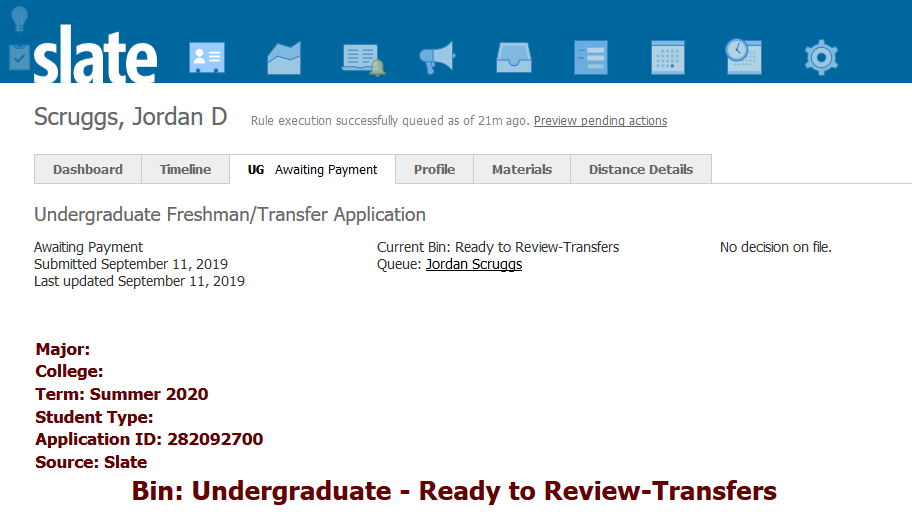 slate
Scruggs, Jordan D Rule execution successfully queued as of 21m ago. Preview pending actions
Dashboard Timeline UG Awaiting Payment Profile Materials Distance Details
Undergraduate Freshman/Transfer Application
Awaiting Payment Current Bin: Ready to Review-Transfers No decision on file.
Submitted September 11, 2019 Queue: Jordan Scruggs
Last updated September 11, 2019
Major:
College:
Term: Summer 2020
Student Type:
Application ID: 282092700
Source: Slate
Bin: Undergraduate - Ready to Review-Transfers